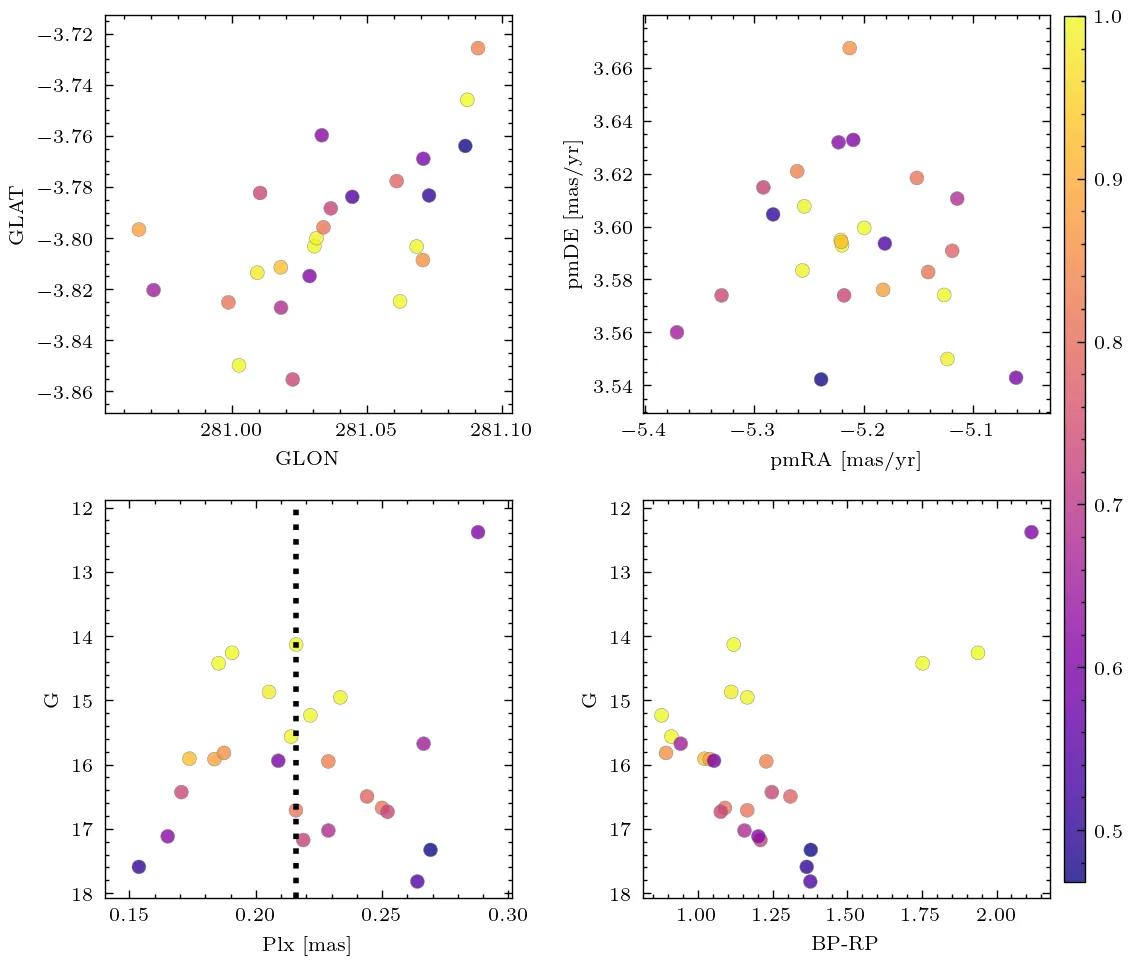 −3.72
−3.74
−3.76
−3.78
−3.80
−3.82
−3.84
−3.86
GLAT
281.00 281.05 281.10
GLON
3.66
3.64
3.62
3.60
3.58
3.56
3.54
pmDE [mas/yr]
−5.4 −5.3 −5.2 −5.1
pmRA [mas/yr]
1.0
0.9
0.8
0.7
0.6
0.5
12
13
14
15
16
17
18
G
0.15 0.20 0.25 0.30
Plx [mas]
12
13
14
15
16
17
18
G
1.00 1.25 1.50 1.75 2.00
BP-RP